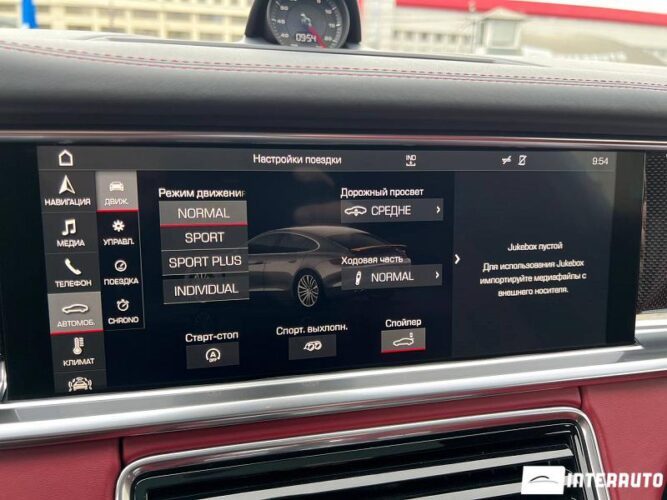 0954
Настройки поездки
IND
9:54
НАВИГАЦИЯ
МЕДИА
ТЕЛЕФОН
АВТОМОБ.
КЛИМАТ
ДВИЖ.
УПРАВЛ.
ПОЕЗДКА
CHRONO
Режим движения
NORMAL
SPORT
SPORT PLUS
INDIVIDUAL
Дорожный просвет
СРЕДНЕ
Ходовая часть
NORMAL
Старт-стоп
Спорт. выхлопн.
Спойлер
Jukebox пустой
Для использования Jukebox
импортируйте медиафайлы с
внешнего носителя.
INTERRAUTO